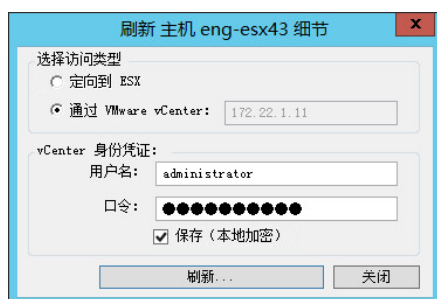 刷新 主机 eng-esx43 细节
x
选择访问类型
定向到 ESX
通过 VMware vCenter: 172.22.1.11
vCenter 身份凭证:
用户名: administrator
口令: ●●●●●●●●●●
保存（本地加密）
刷新... 关闭